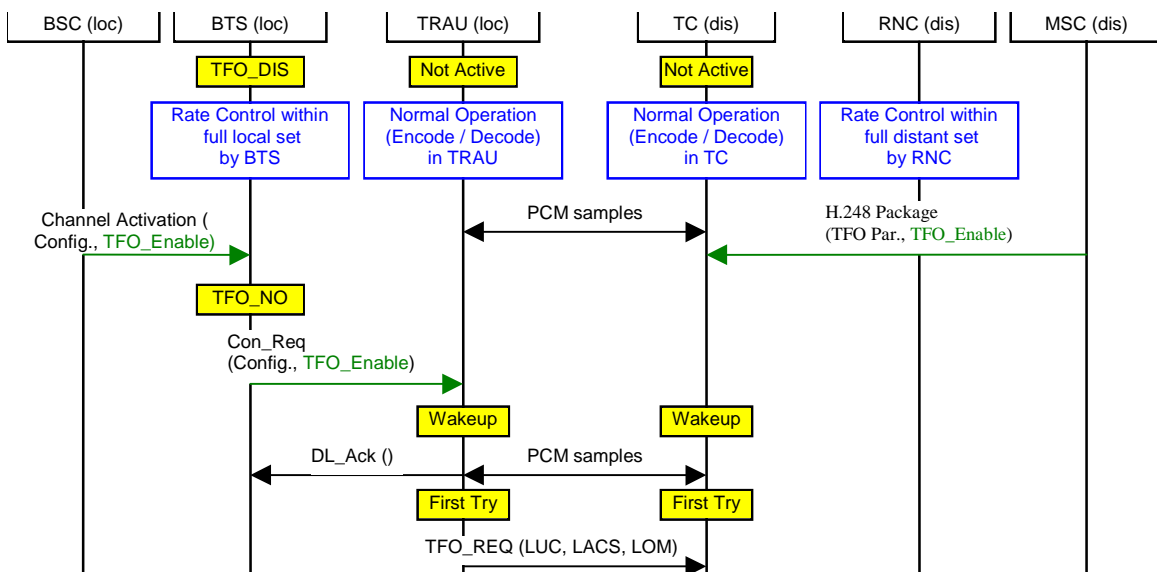 BSC (loc) BTS (loc) TRAU (loc) TC (dis) RNC (dis) MSC (dis)
TFO_DIS Not Active Not Active
Rate Control within
full local set
by BTS
Normal Operation
(Encode / Decode)
in TRAU
Normal Operation
(Encode / Decode)
in TC
Rate Control within
full distant set
by RNC
Channel Activation (
Config., TFO_Enable)
PCM samples
H.248 Package
(TFO Par., TFO_Enable)
TFO_NO
Con_Req
(Config., TFO_Enable)
Wakeup Wakeup
DL_Ack () PCM samples
First Try First Try
TFO_REQ (LUC, LACS, LOM)